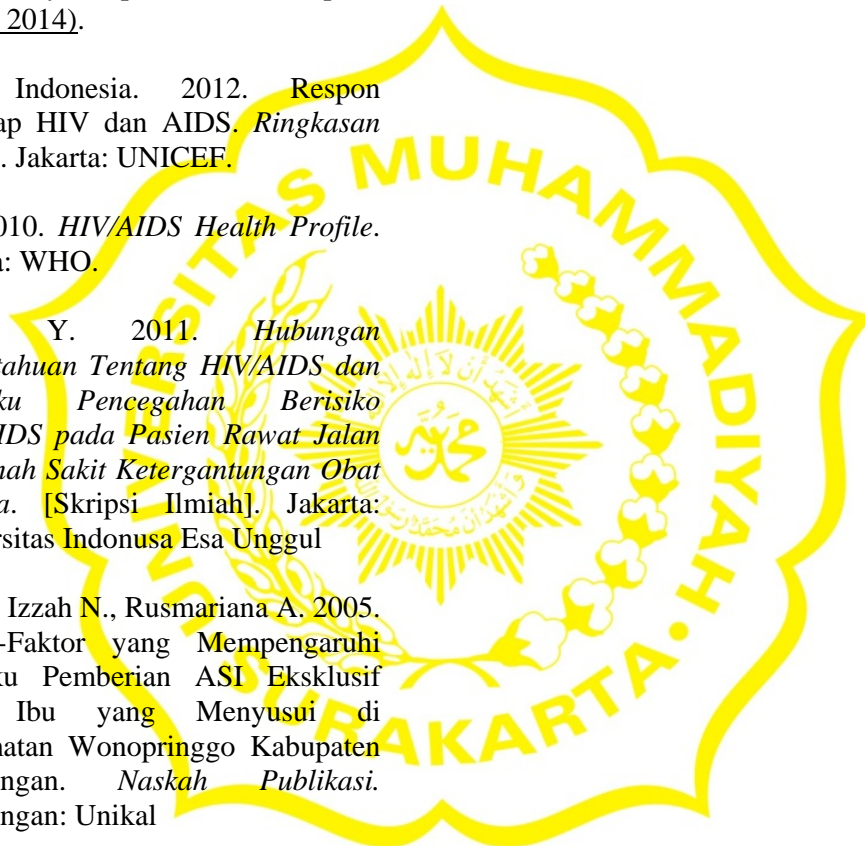 2014).
Indonesia. 2012. Respon
ap HIV dan AIDS. Ringkasan
. Jakarta: UNICEF.
010. HIV/AIDS Health Profile.
a: WHO.
Y. 2011. Hubungan
tahuan Tentang HIV/AIDS dan
ku Pencegahan Berisiko
IDS pada Pasien Rawat Jalan
mah Sakit Ketergantungan Obat
a. [Skripsi Ilmiah]. Jakarta:
rsitas Indonusa Esa Unggul
Izzah N., Rusmariana A. 2005.
-Faktor yang Mempengaruhi
ku Pemberian ASI Eksklusif
Ibu yang Menyusui di
matan Wonopringgo Kabupaten
ngan. Naskah Publikasi.
ngan: Unikal
UNIVERSITAS MUHAMMADIYAH
SURAKARTA
محمد